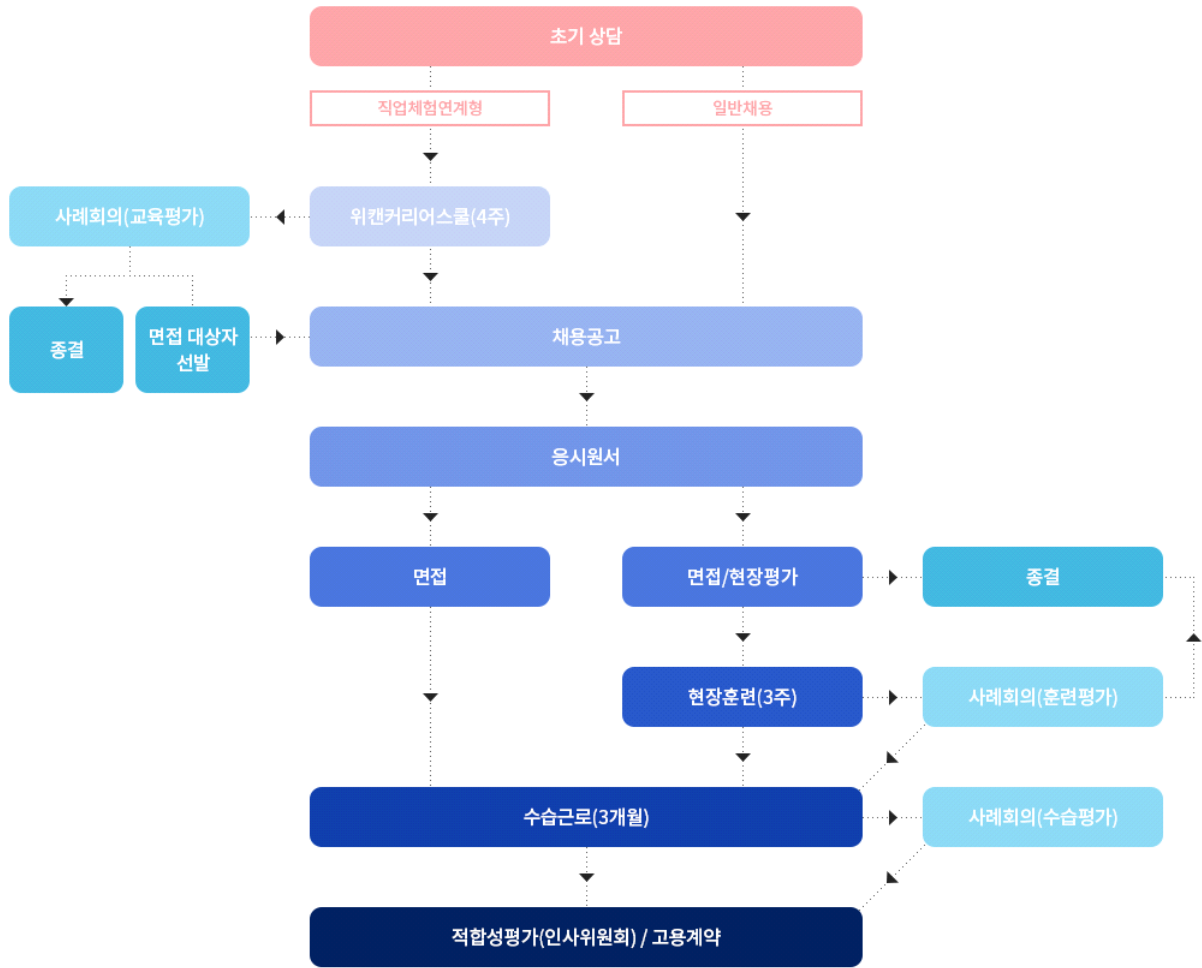 초기 상담
직업체험연계형
일반채용
사례회의(교육평가)
위캔커리어스쿨(4주)
종결
면접 대상자
선발
채용공고
응시원서
면접
면접/현장평가
종결
현장훈련(3주)
사례회의(훈련평가)
수습근로(3개월)
사례회의(수습평가)
적합성평가(인사위원회) / 고용계약